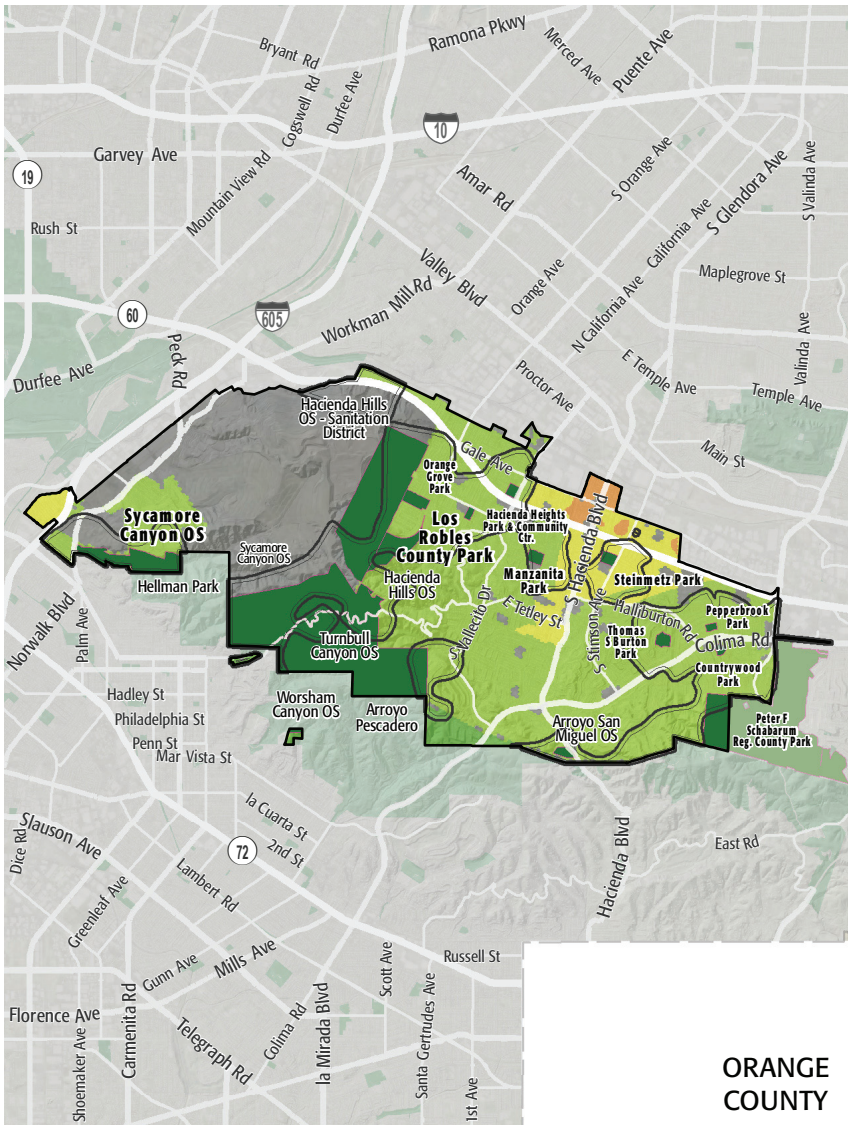 Ramona Pkwy
Merced Ave
Puente Ave
Bryant Rd
Cogswell Rd
Durfee Ave
10
Garvey Ave
19
Mountain View Rd
Amar Rd
S Orange Ave
S Glendora Ave
S Valinda Ave
California Ave
Rush St
Valley Blvd
Orange Ave
N California Ave
Maplegrove St
60
605
Workman Mill Rd
Peck Rd
Durfee Ave
Proctor Ave
E Temple Ave
Valinda Ave
Temple Ave
Main St
Hacienda Hills
OS - Sanitation
District
Gale Ave
Orange
Grove
Park
Sycamore
Canyon OS
Los
Robles
County Park
Hacienda Heights
Park & Community
Ctr.
S Hacienda Blvd
Sycamore
Canyon OS
Hellman Park
Hacienda
Hills OS
Manzanita
Park
Steinmetz Park
Norwalk Blvd
Palm Ave
S Vallecito Dr
E Tetley St
S Stimson Ave
Halliburton Rd
Pepperbrook
Park
Thomas
S Burton
Park
Colima Rd
Turnbull
Canyon OS
Countrywood
Park
Hadley St
Philadelphia St
Penn St
Mar Vista St
Worsham
Canyon OS
Arroyo
Pescadero
Arroyo San
Miguel OS
Peter F
Schabarum
Reg. County Park
la Cuarta St
2nd St
72
Slauson Ave
Dice Rd
Lambert Rd
Greenleaf Ave
Hacienda Blvd
East Rd
Gunn Ave
Mills Ave
Scott Ave
Russell St
Florence Ave
Shoemaker Ave
Carmenita Rd
Telegraph Rd
Colima Rd
la Mirada Blvd
Santa Gertrudes Ave
1st Ave
ORANGE
COUNTY